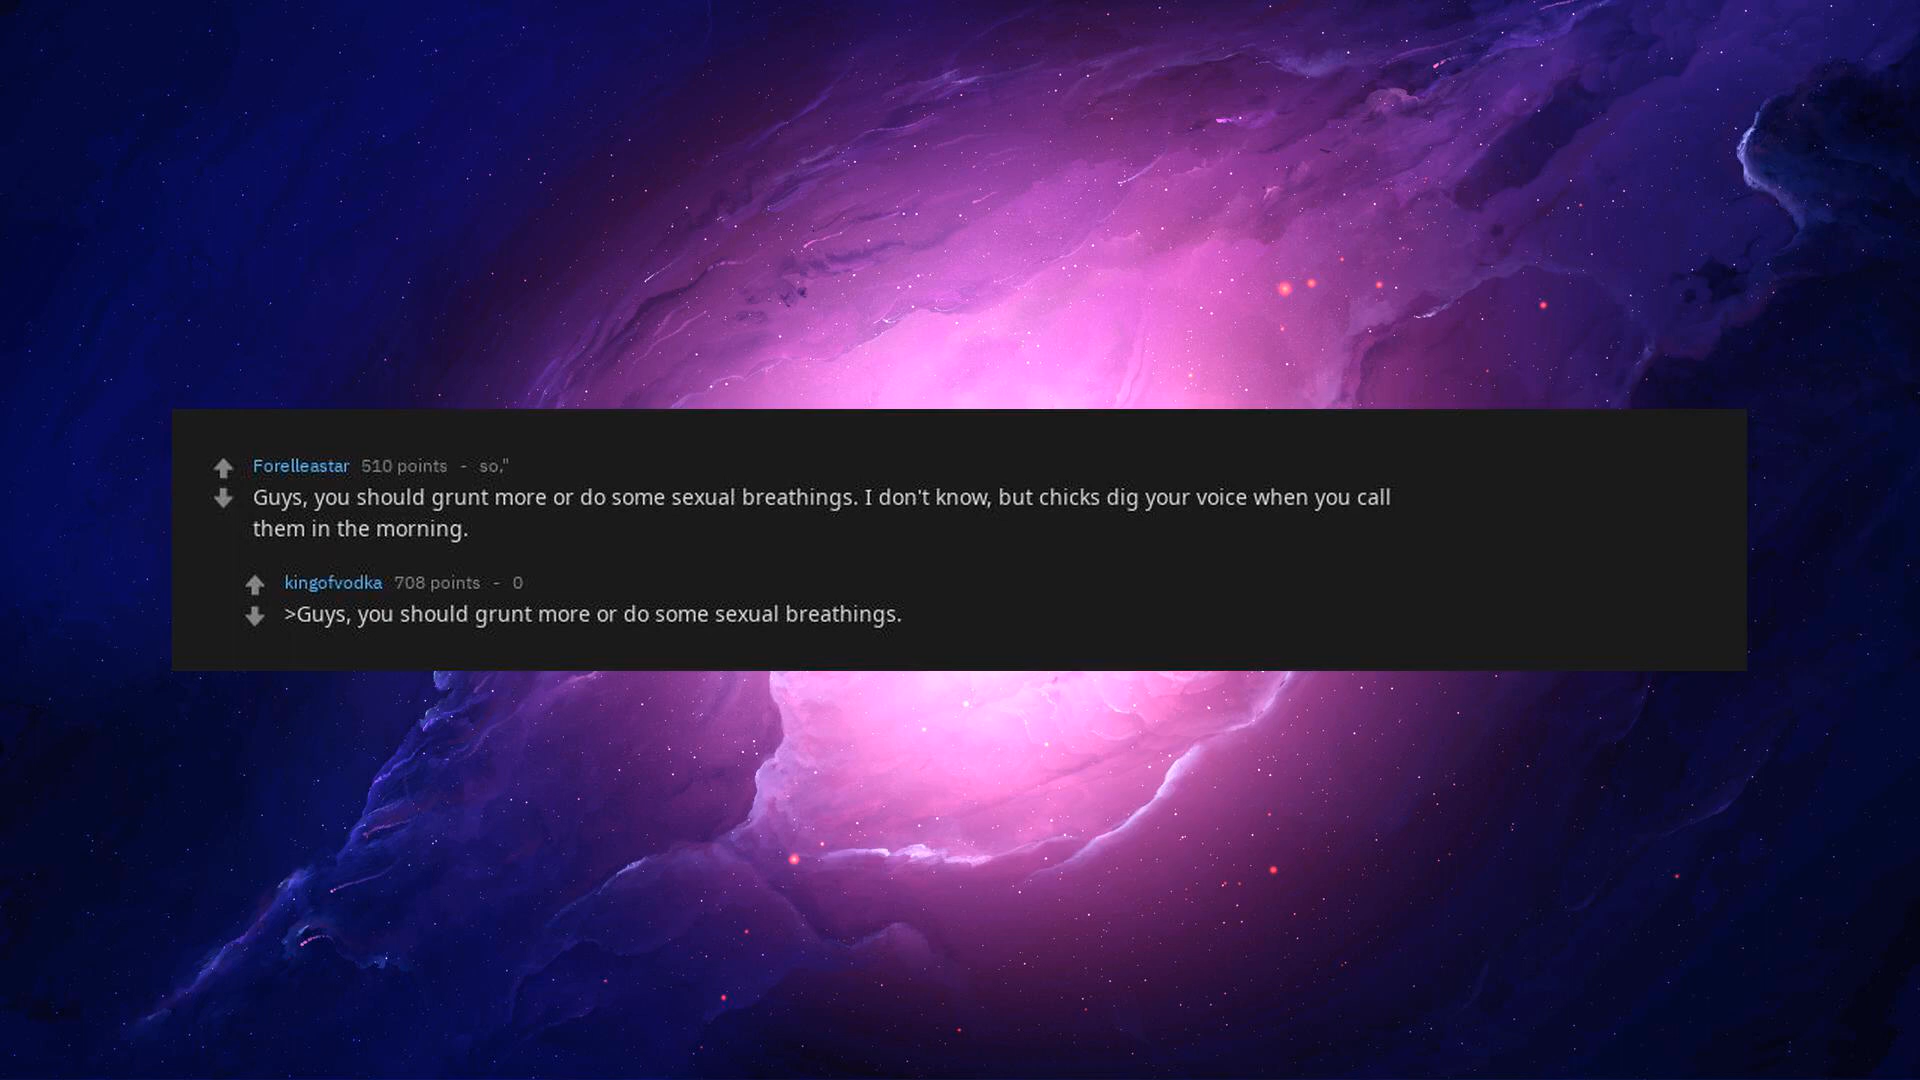 Forelleastar 510 points - so,"
Guys, you should grunt more or do some sexual breathings. I don't know, but chicks dig your voice when you call
them in the morning.
kingofvodka 708 points - 0
>Guys, you should grunt more or do some sexual breathings.